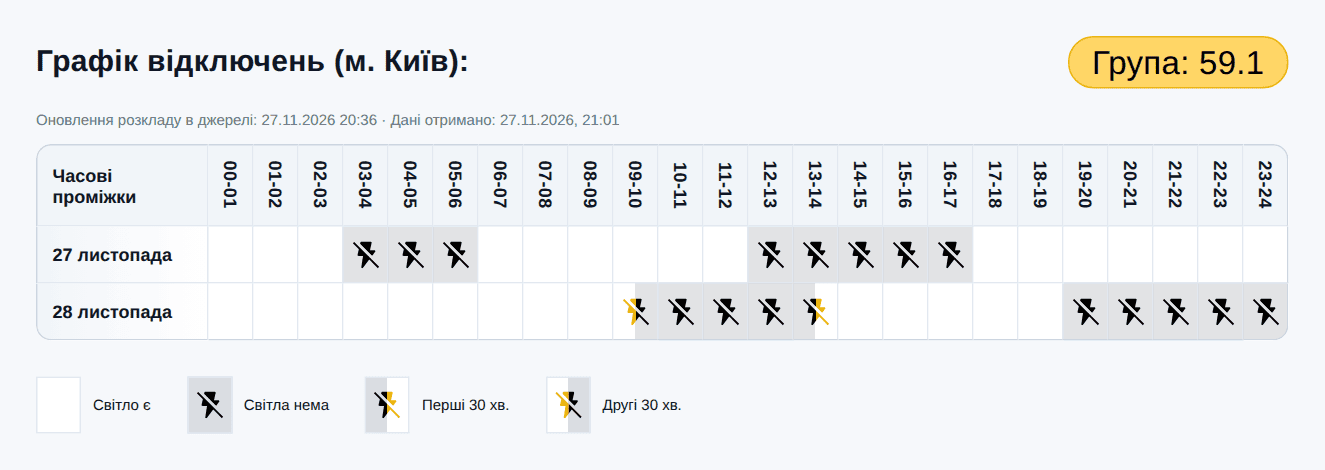 Графік відключень (м. Київ):
Група: 59.1
Оновлення розкладу в джерелі: 27.11.2026 20:36 · Дані отримано: 27.11.2026, 21:01
Часові
проміжки
00-01
01-02
02-03
03-04
04-05
05-06
06-07
07-08
08-09
09-10
10-11
11-12
12-13
13-14
14-15
15-16
16-17
17-18
18-19
19-20
20-21
21-22
22-23
23-24
27 листопада
28 листопада
Світло є
Світла нема
Перші 30 хв.
Другі 30 хв.